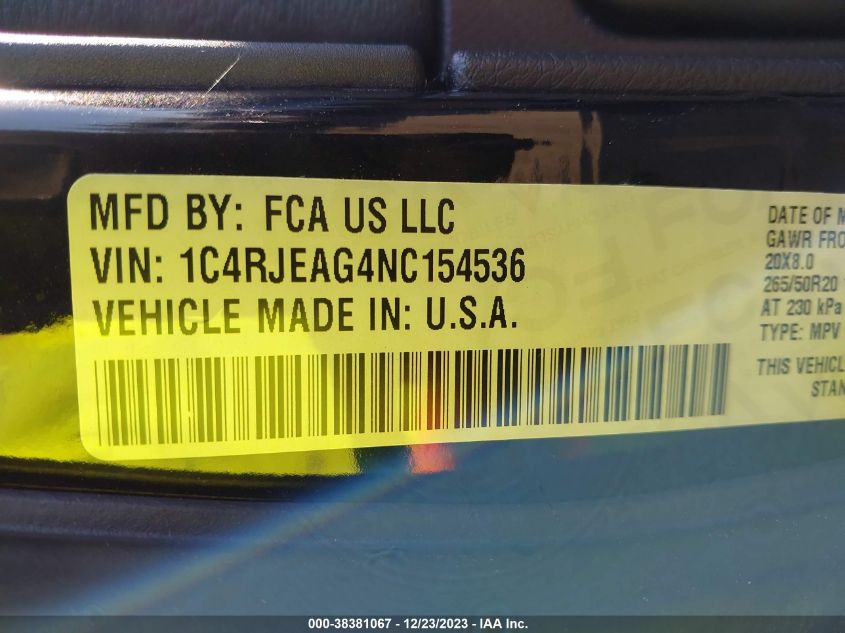 MFD BY: FCA US LLC
VIN: 1C4RJEAG4NC154536
VEHICLE MADE IN: U.S.A.
DATE OF M
GAWR FRO
20X8.0
265/50R20
AT 230 kPa
TYPE: MPV
THIS VEHICL
STAN
000-38381067 - 12/23/2023 - IAA Inc.